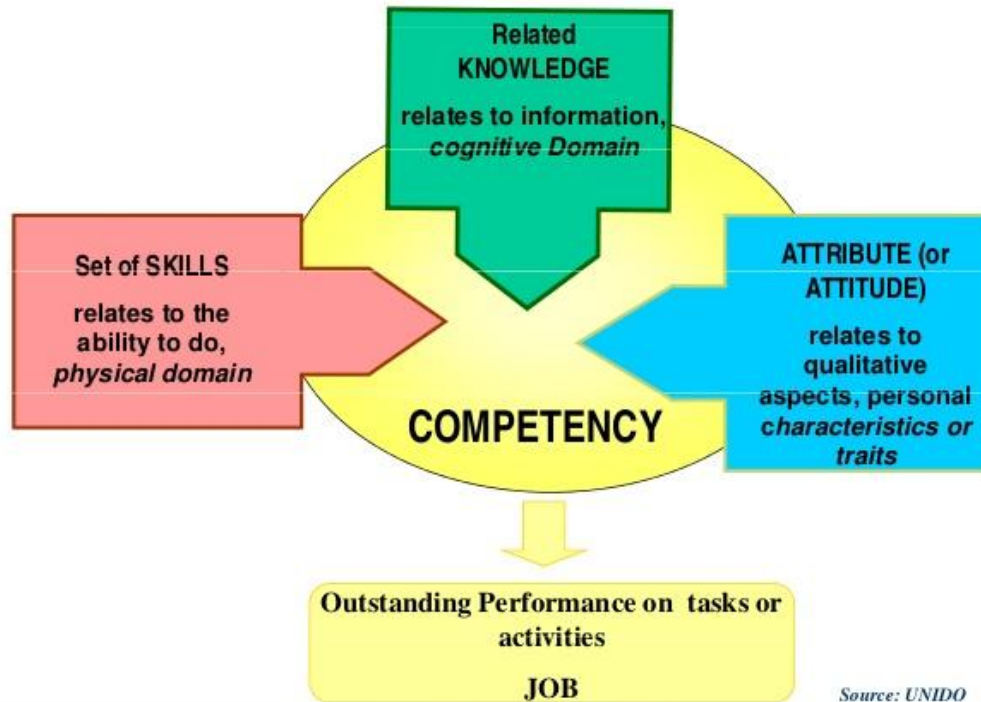 Related
KNOWLEDGE
relates to information,
cognitive Domain
Set of SKILLS
relates to the
ability to do,
physical domain
ATTRIBUTE (or
ATTITUDE)
relates to
qualitative
aspects, personal
characteristics or
traits
COMPETENCY
Outstanding Performance on tasks or
activities
JOB
Source: UNIDO